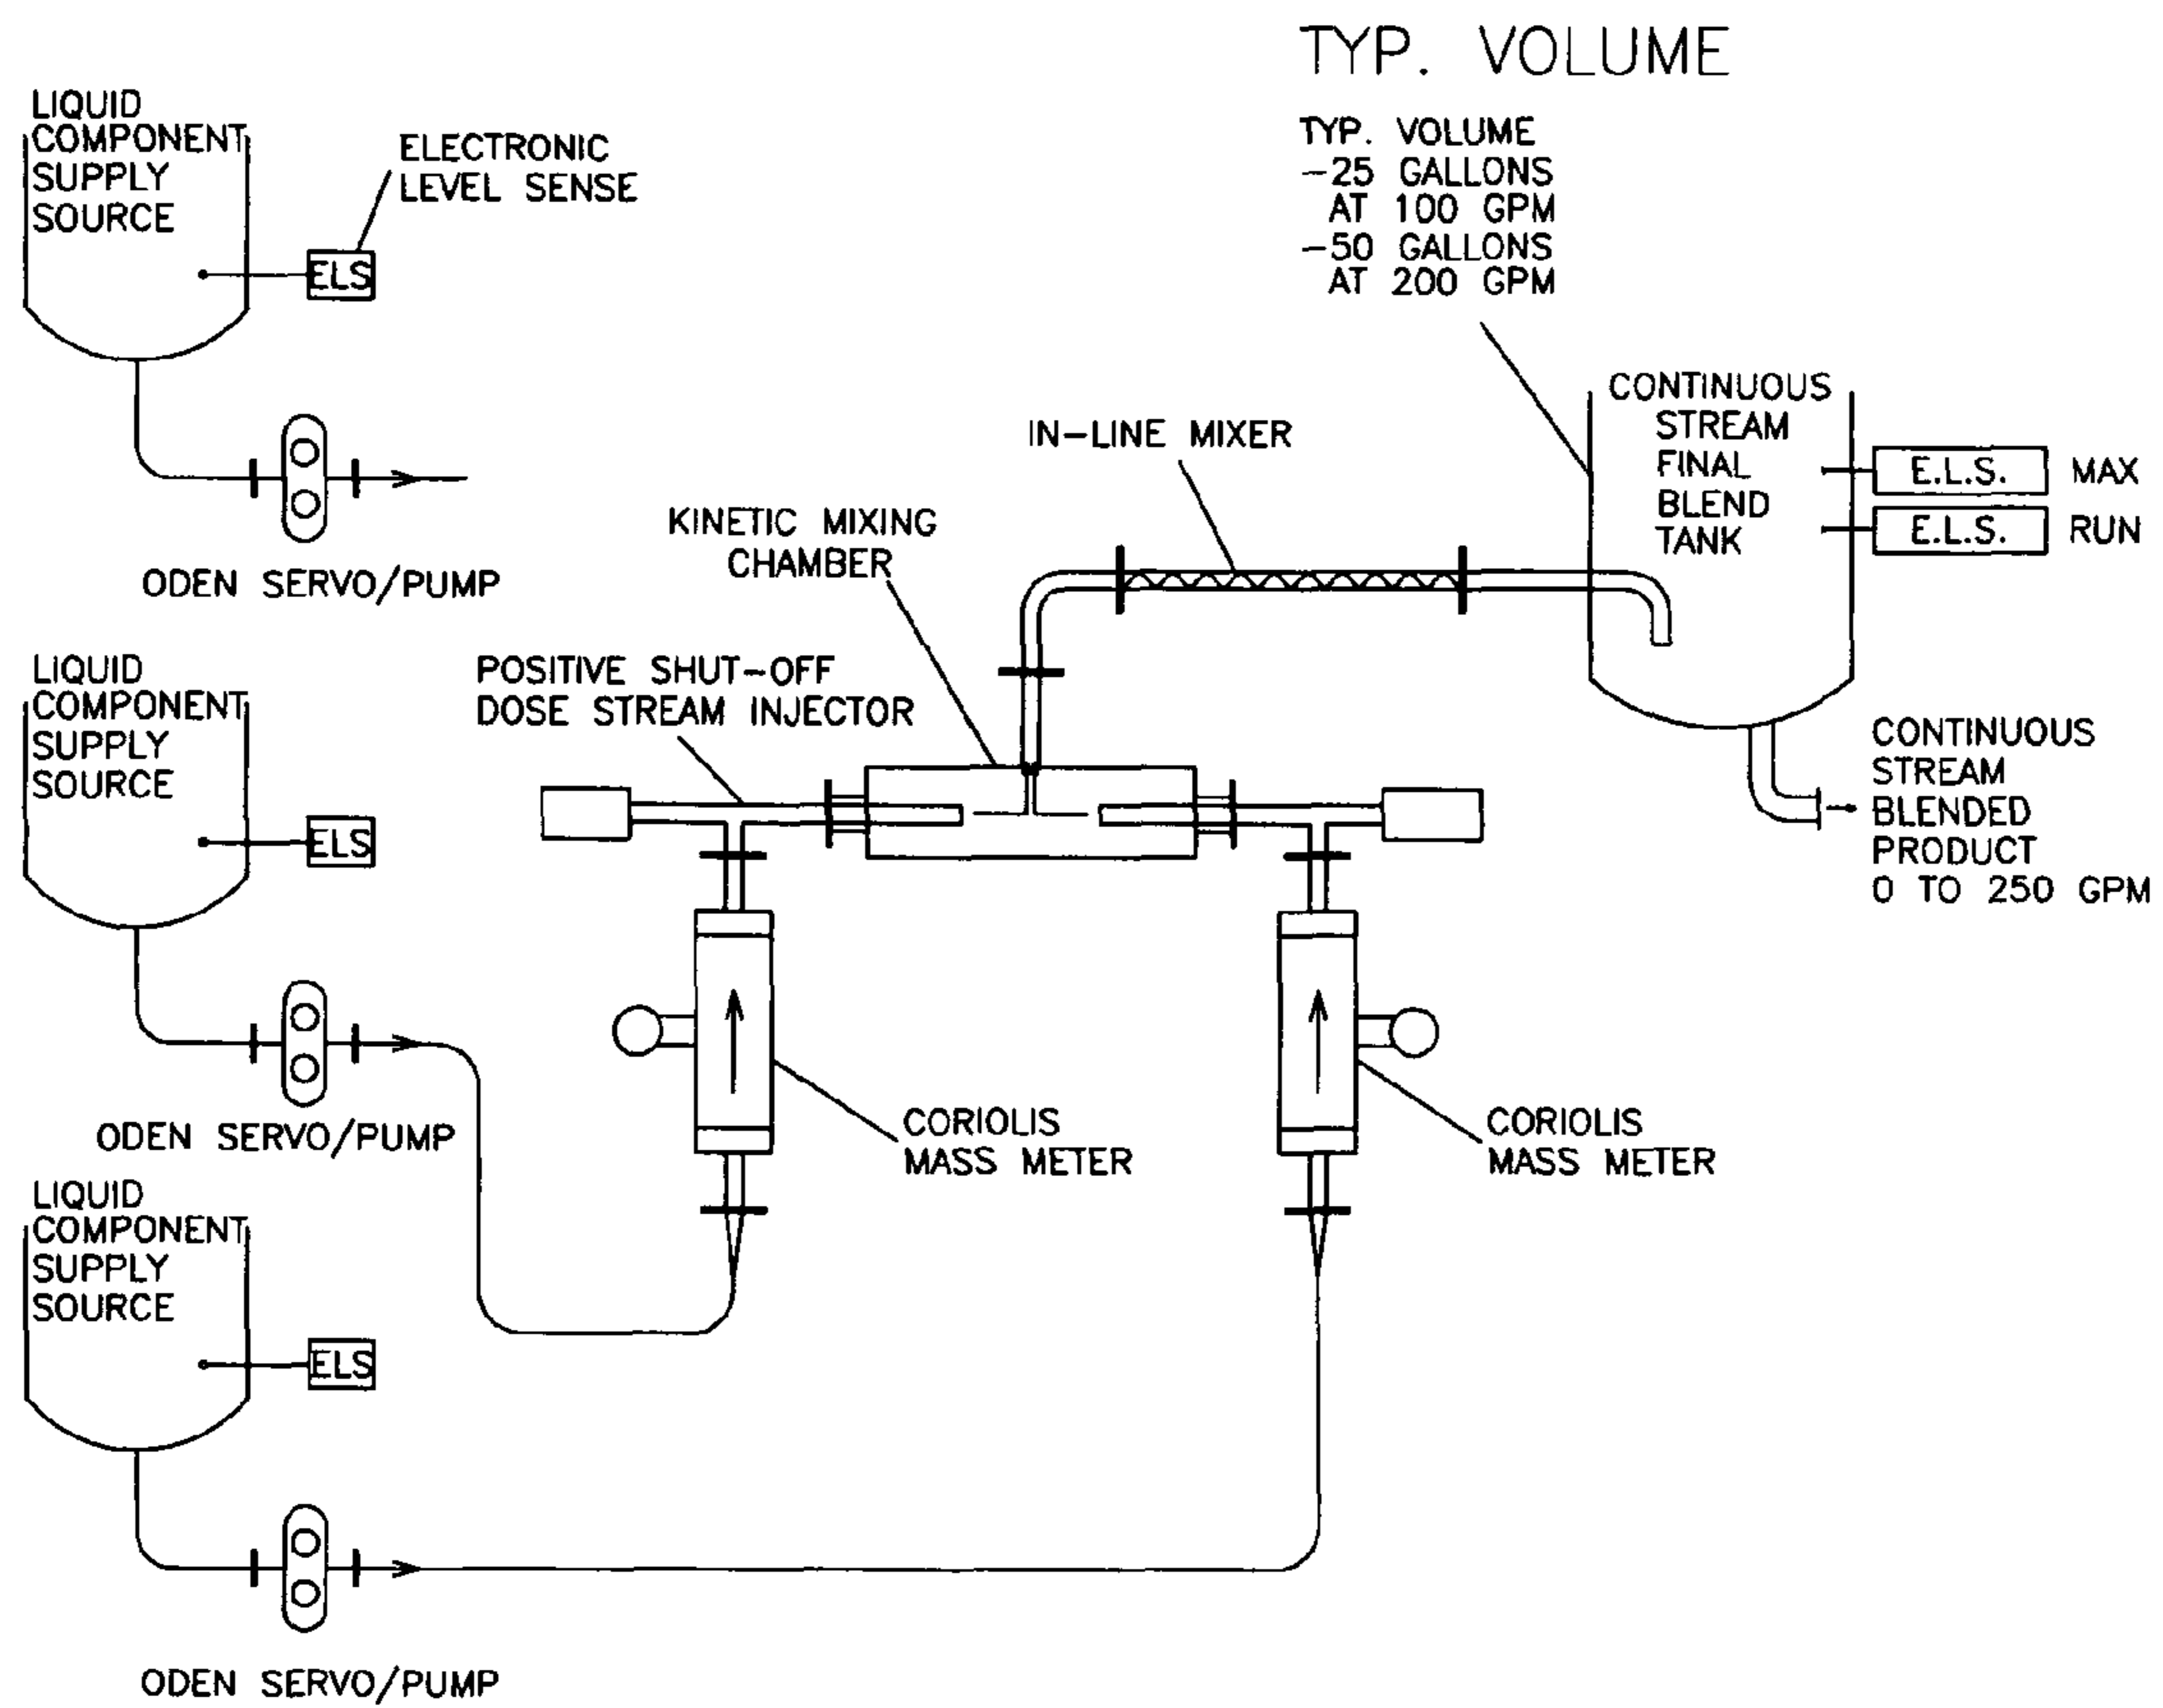 TYP. VOLUME
TYP. VOLUME
-25 GALLONS
AT 100 GPM
-50 GALLONS
AT 200 GPM
LIQUID
COMPONENT
SUPPLY
SOURCE
ELECTRONIC
LEVEL SENSE
ELS
ODEN SERVO/PUMP
IN-LINE MIXER
CONTINUOUS
STREAM
FINAL
BLEND
TANK
E.L.S. MAX
E.L.S. RUN
KINETIC MIXING
CHAMBER
LIQUID
COMPONENT
SUPPLY
SOURCE
ELS
ODEN SERVO/PUMP
POSITIVE SHUT-OFF
DOSE STREAM INJECTOR
CONTINUOUS
STREAM
BLENDED
PRODUCT
0 TO 250 GPM
CORIOLIS
MASS METER
CORIOLIS
MASS METER
LIQUID
COMPONENT
SUPPLY
SOURCE
ELS
ODEN SERVO/PUMP